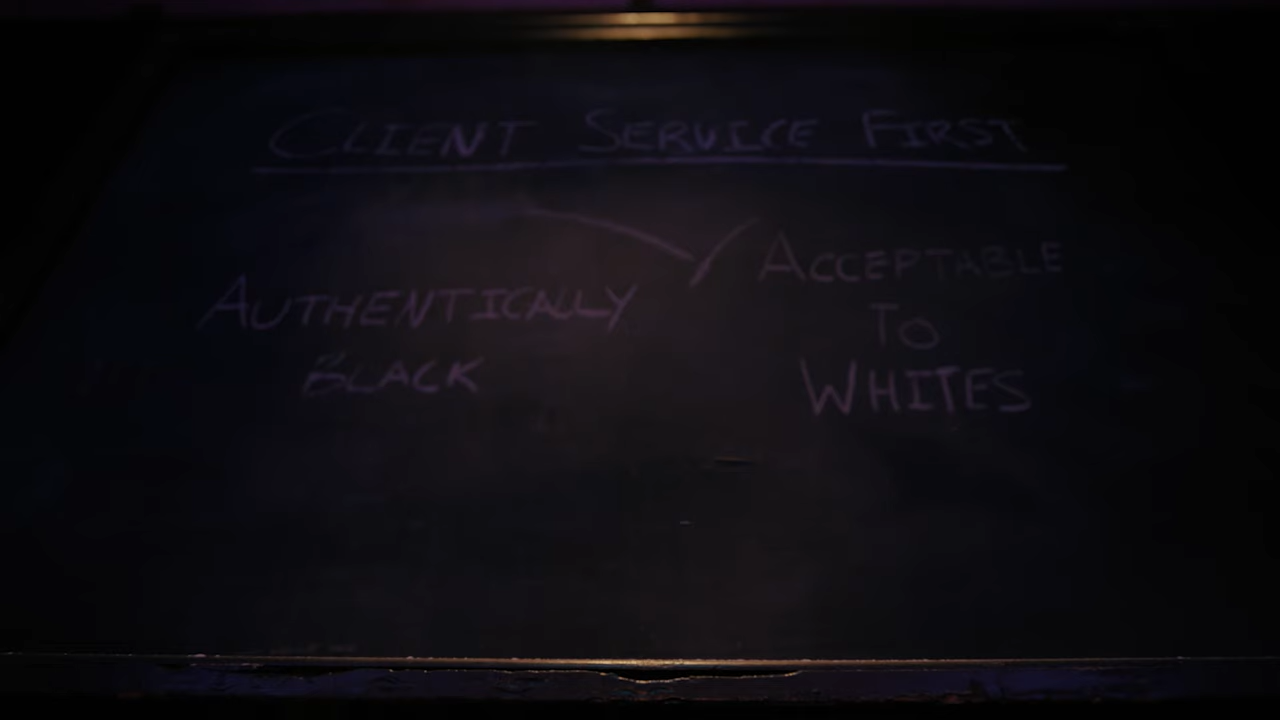 CLIENT SERVICE FIRST
AUTHENTICALLY
BLACK
ACCEPTABLE
TO
WHITES